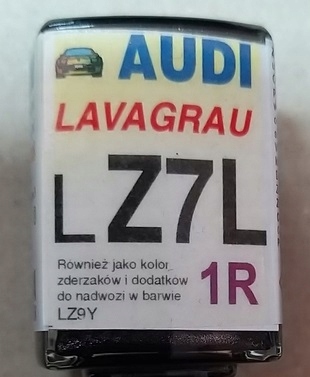 AUDI
LAVAGRAU
LZ7L
Również jako kolor
zderzaków i dodatków
do nadwozi w barwie
LZ9Y
1R